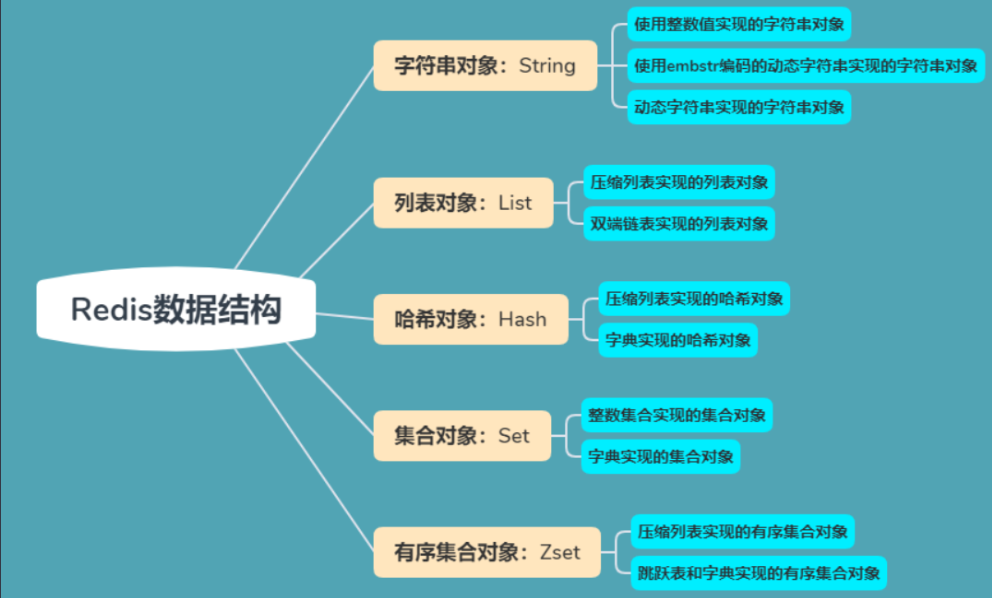 Redis数据结构
字符串对象：String
使用整数值实现的字符串对象
使用embstr编码的动态字符串实现的字符串对象
动态字符串实现的字符串对象
列表对象：List
压缩列表实现的列表对象
双端链表实现的列表对象
哈希对象：Hash
压缩列表实现的哈希对象
字典实现的哈希对象
集合对象：Set
整数集合实现的集合对象
字典实现的集合对象
有序集合对象：Zset
压缩列表实现的有序集合对象
跳跃表和字典实现的有序集合对象